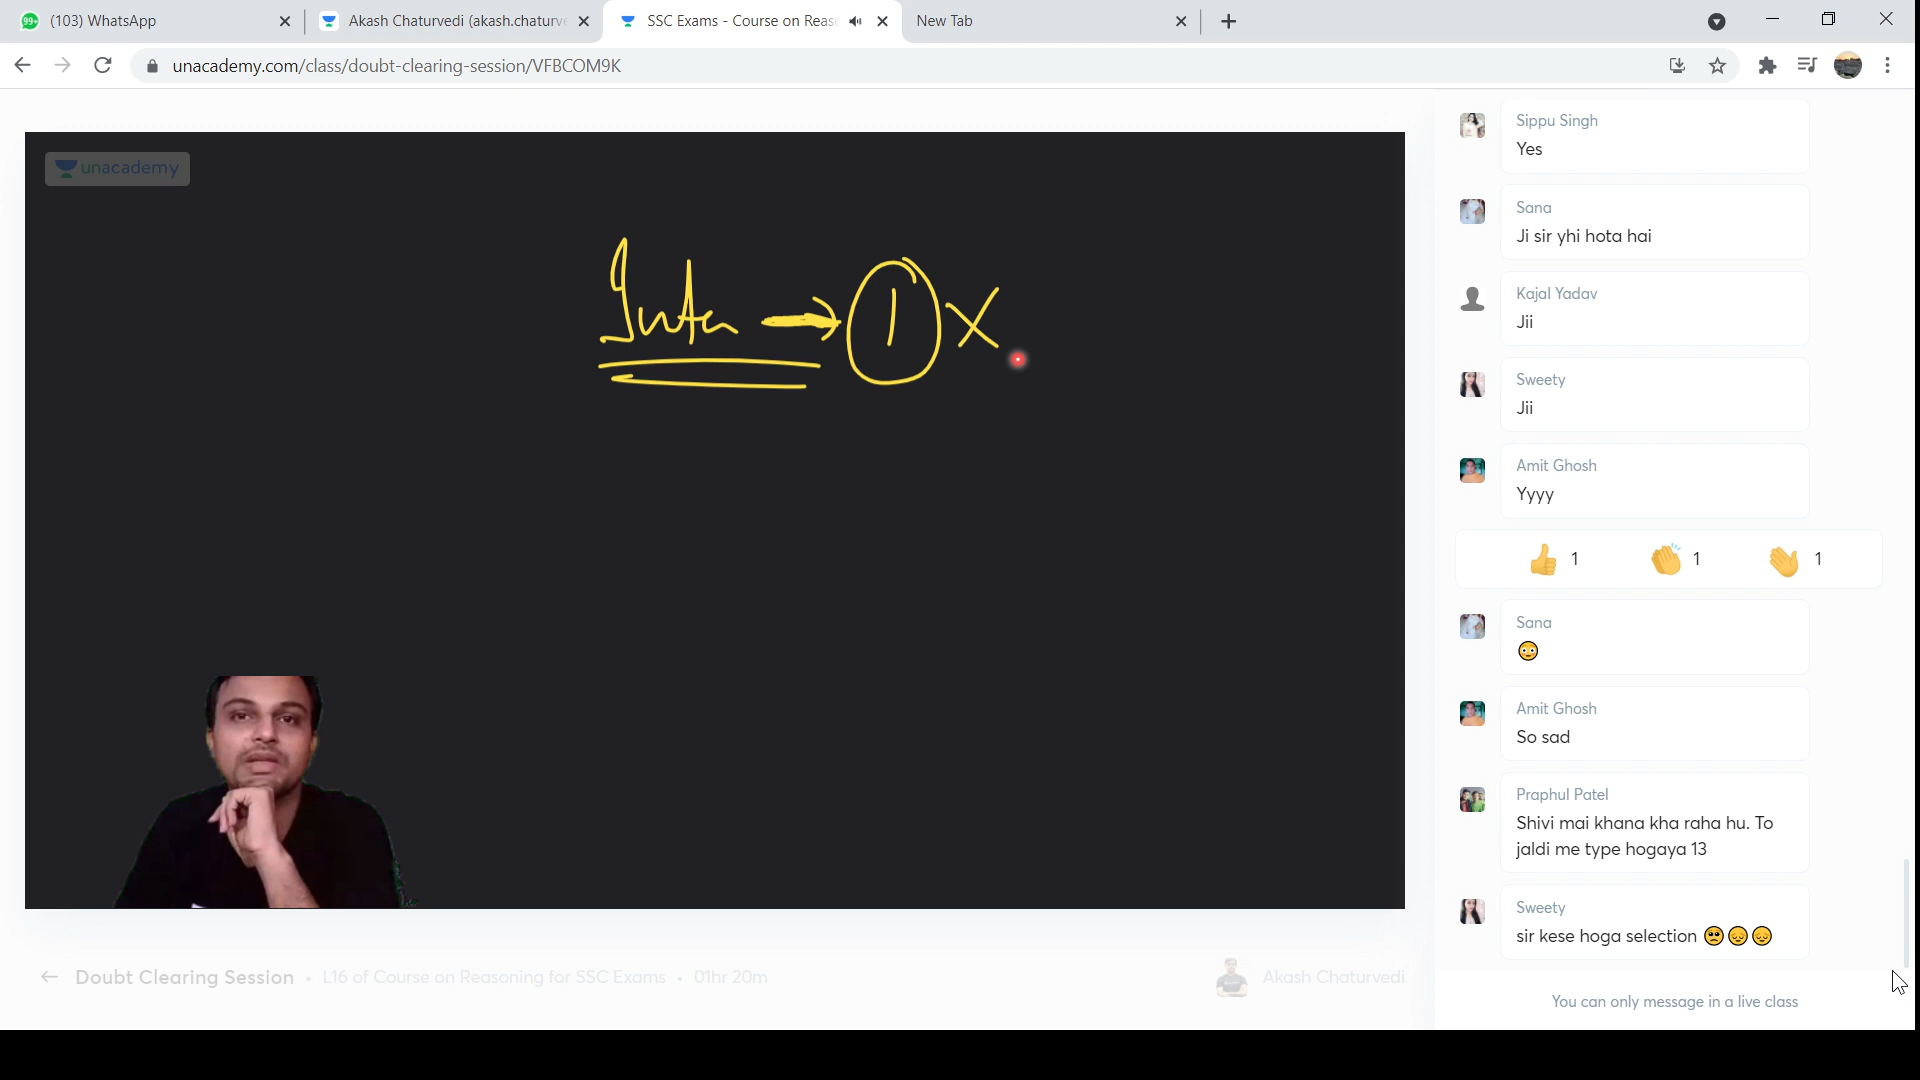 (103) WhatsApp
Akash Chaturvedi (akash.chaturve
SSC Exams - Course on Reaso
New Tab
unacademy.com/class/doubt-clearing-session/VFBCOM9K
unacademy
1 X
Sippu Singh
Yes
Sana
Ji sir yhi hota hai
Kajal Yadav
Jii
Sweety
Jii
Amit Ghosh
Yyyy
1 1 1
Sana
😳
Amit Ghosh
So sad
Praphul Patel
Shivi mai khana kha raha hu. To
jaldi me type hogaya 13
Sweety
sir kese hoga selection 🥺😞😞
You can only message in a live class
Doubt Clearing Session • L16 of Course on Reasoning for SSC Exams • 01hr 20m
Akash Chaturvedi